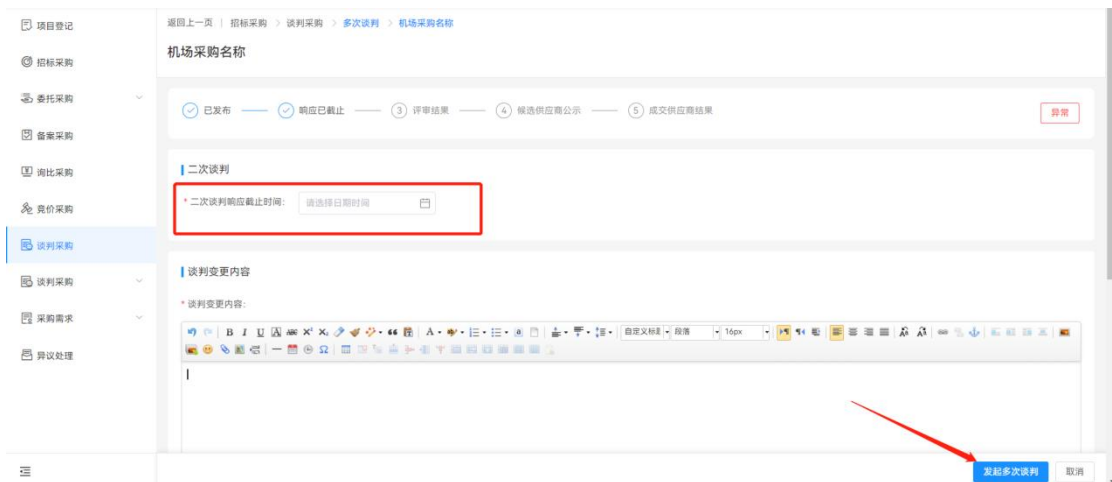 返回上一页 | 招标采购 > 谈判采购 > 多次谈判 > 机场采购名称
机场采购名称
项目登记
招标采购
委托采购
备案采购
询比采购
竞价采购
谈判采购
谈判采购
采购需求
异议处理
已发布
响应已截止
3 评审结果
4 候选供应商公示
5 成交供应商结果
异常
二次谈判
* 二次谈判响应截止时间:
请选择日期时间
谈判变更内容
* 谈判变更内容:
B I U A ABC X² X₂ 66 A a 自定义标题 段落 16px
发起多次谈判
取消